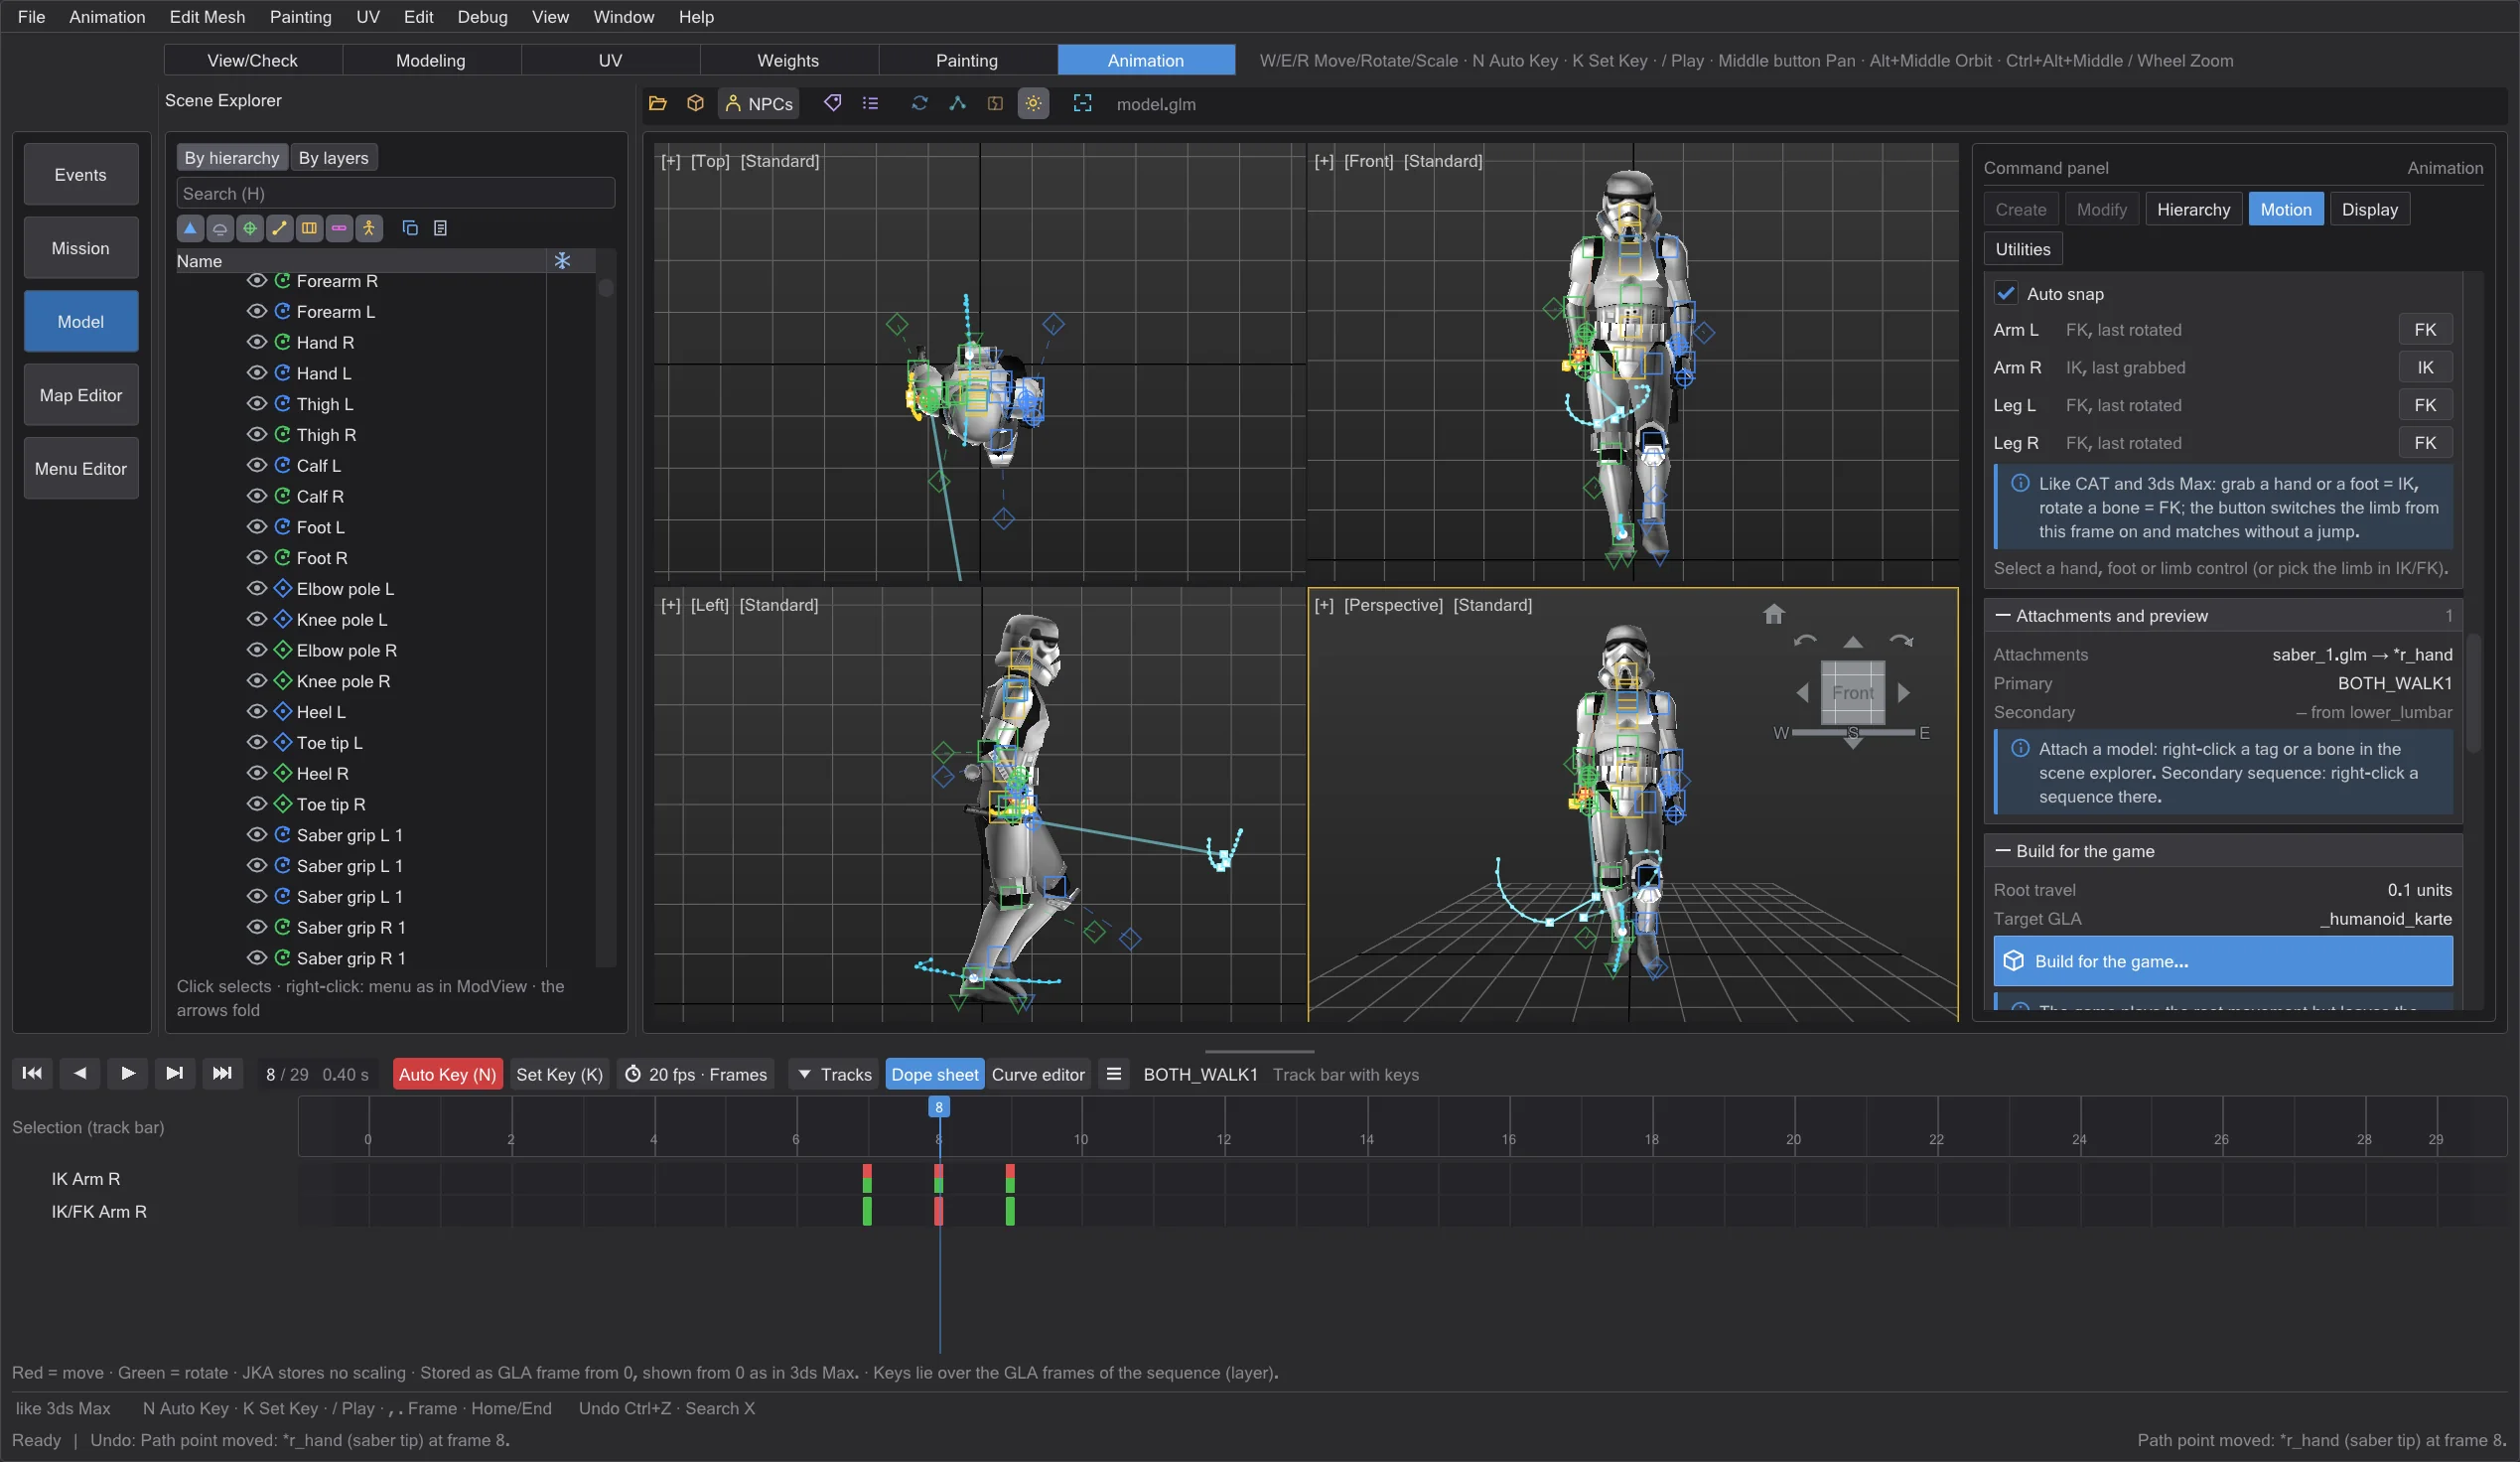 File Animation Edit Mesh Painting UV Edit Debug View Window Help
View/Check Modeling UV Weights Painting Animation W/E/R Move/Rotate/Scale · N Auto Key · K Set Key · / Play · Middle button Pan · Alt+Middle Orbit · Ctrl+Alt+Middle / Wheel Zoom
Scene Explorer
NPCs model.glm
Events
Mission
Model
Map Editor
Menu Editor
By hierarchy By layers
Search (H)
Name
Forearm R
Forearm L
Hand R
Hand L
Thigh L
Thigh R
Calf L
Calf R
Foot L
Foot R
Elbow pole L
Knee pole L
Elbow pole R
Knee pole R
Heel L
Toe tip L
Heel R
Toe tip R
Saber grip L 1
Saber grip L 1
Saber grip L 1
Saber grip R 1
Saber grip R 1
Click selects · right-click: menu as in ModView · the
arrows fold
[+] [Top] [Standard]
[+] [Front] [Standard]
[+] [Left] [Standard]
[+] [Perspective] [Standard]
Front
W S E
Command panel Animation
Create Modify Hierarchy Motion Display
Utilities
Auto snap
Arm L FK, last rotated FK
Arm R IK, last grabbed IK
Leg L FK, last rotated FK
Leg R FK, last rotated FK
Like CAT and 3ds Max: grab a hand or a foot = IK,
rotate a bone = FK; the button switches the limb from
this frame on and matches without a jump.
Select a hand, foot or limb control (or pick the limb in IK/FK).
Attachments and preview 1
Attachments saber_1.glm → *r_hand
Primary BOTH_WALK1
Secondary – from lower_lumbar
Attach a model: right-click a tag or a bone in the
scene explorer. Secondary sequence: right-click a
sequence there.
Build for the game
Root travel 0.1 units
Target GLA _humanoid_karte
Build for the game...
The game plays the root movement but leaves the
8 / 29 0.40 s Auto Key (N) Set Key (K) 20 fps · Frames Tracks Dope sheet Curve editor BOTH_WALK1 Track bar with keys
8
Selection (track bar)
0 2 4 6 8 10 12 14 16 18 20 22 24 26 28 29
IK Arm R
IK/FK Arm R
Red = move · Green = rotate · JKA stores no scaling · Stored as GLA frame from 0, shown from 0 as in 3ds Max. · Keys lie over the GLA frames of the sequence (layer).
like 3ds Max N Auto Key · K Set Key · / Play · , . Frame · Home/End Undo Ctrl+Z · Search X
Ready | Undo: Path point moved: *r_hand (saber tip) at frame 8. Path point moved: *r_hand (saber tip) at frame 8.